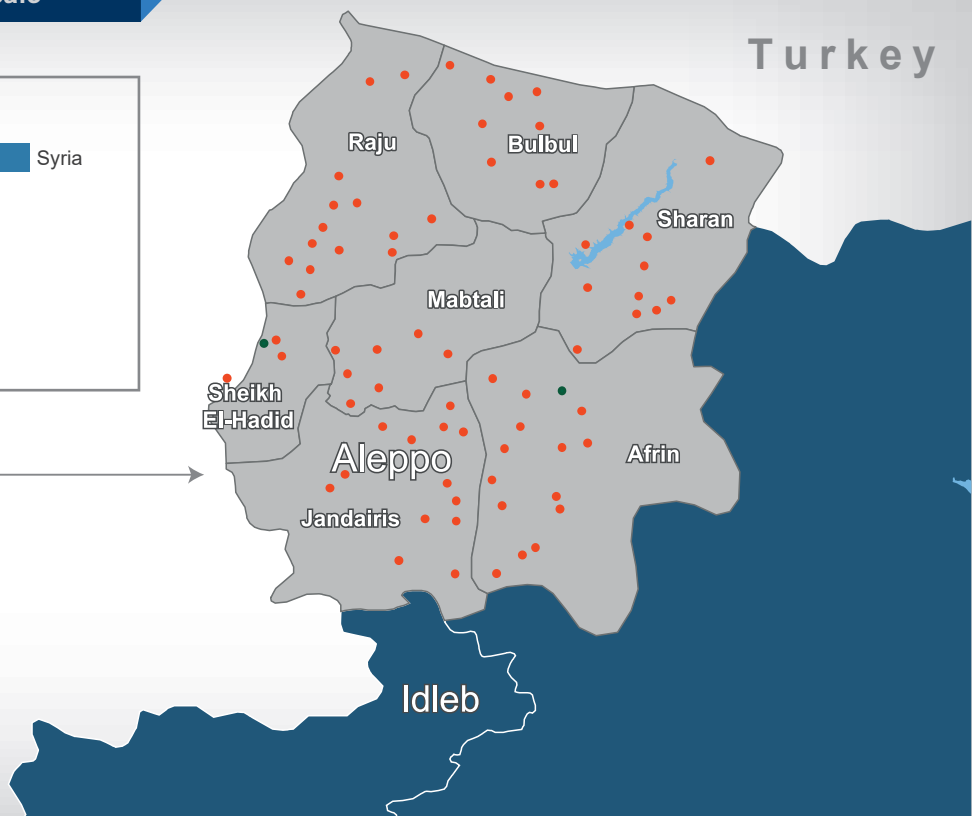 Turkey
Syria
Raju
Bulbul
Sharan
Mabtali
Sheikh
El-Hadid
Aleppo
Afrin
Jandairis
Idleb